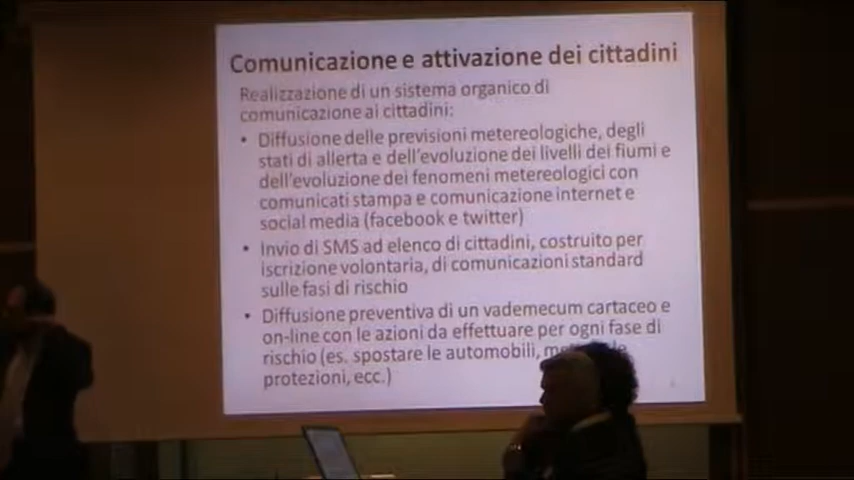 Comunicazione e attivazione dei cittadini
Realizzazione di un sistema organico di
comunicazione ai cittadini:
• Diffusione delle previsioni metereologiche, degli
stati di allerta e dell'evoluzione dei livelli dei fiumi e
dell'evoluzione dei fenomeni metereologici con
comunicati stampa e comunicazione internet e
social media (facebook e twitter)
• Invio di SMS ad elenco di cittadini, costruito per
iscrizione volontaria, di comunicazioni standard
sulle fasi di rischio
• Diffusione preventiva di un vademecum cartaceo e
on-line con le azioni da effettuare per ogni fase di
rischio (es. spostare le automobili,
protezioni, ecc.)